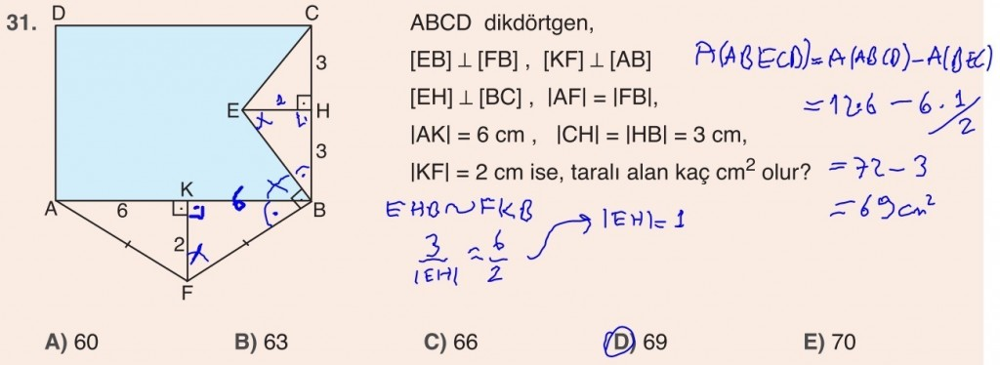 31.
D
C
3
E
1
H
x
3
x
K
A
6
6
B
2
x
F
ABCD dikdörtgen,
[EB] ⊥ [FB] , [KF] ⊥ [AB]
[EH] ⊥ [BC] , |AF| = |FB|,
|AK| = 6 cm , |CH| = |HB| = 3 cm,
|KF| = 2 cm ise, taralı alan kaç cm² olur?
A(ABECD) = A(ABCD) - A(BEC)
= 12.6 - 6.1/2
= 72 - 3
= 69 cm²
EHB ~ FKB
3/|EH| = 6/2 → |EH| = 1
A) 60
B) 63
C) 66
D) 69
E) 70